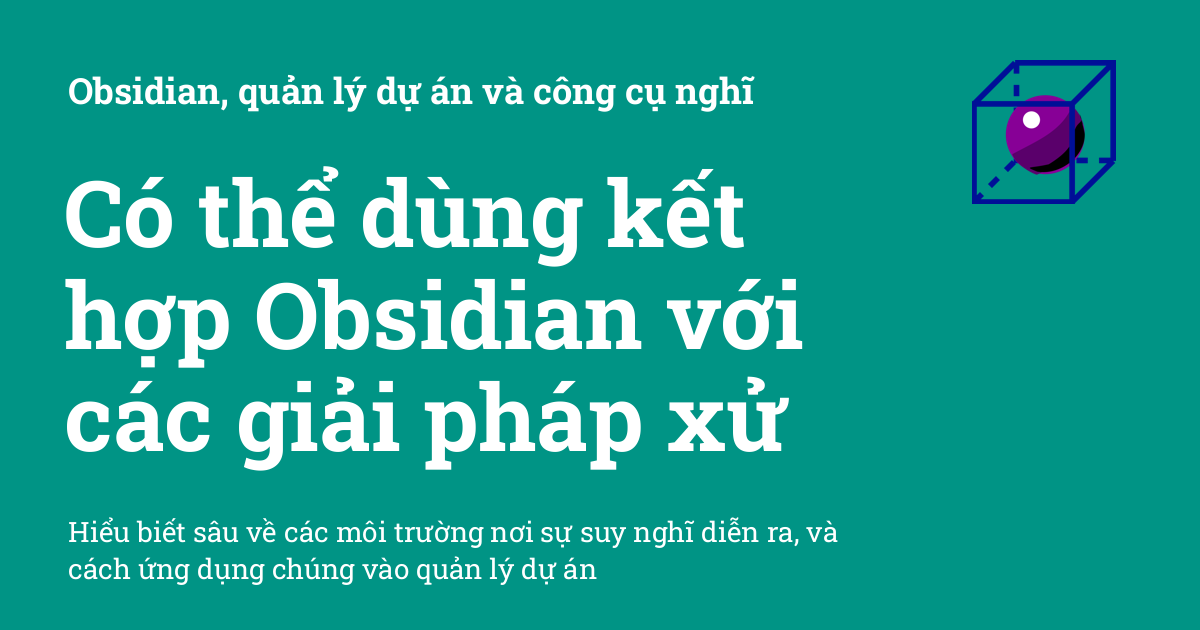 Obsidian, quản lý dự án và công cụ nghĩ
Có thể dùng kết
hợp Obsidian với
các giải pháp xử
Hiểu biết sâu về các môi trường nơi sự suy nghĩ diễn ra, và
cách ứng dụng chúng vào quản lý dự án